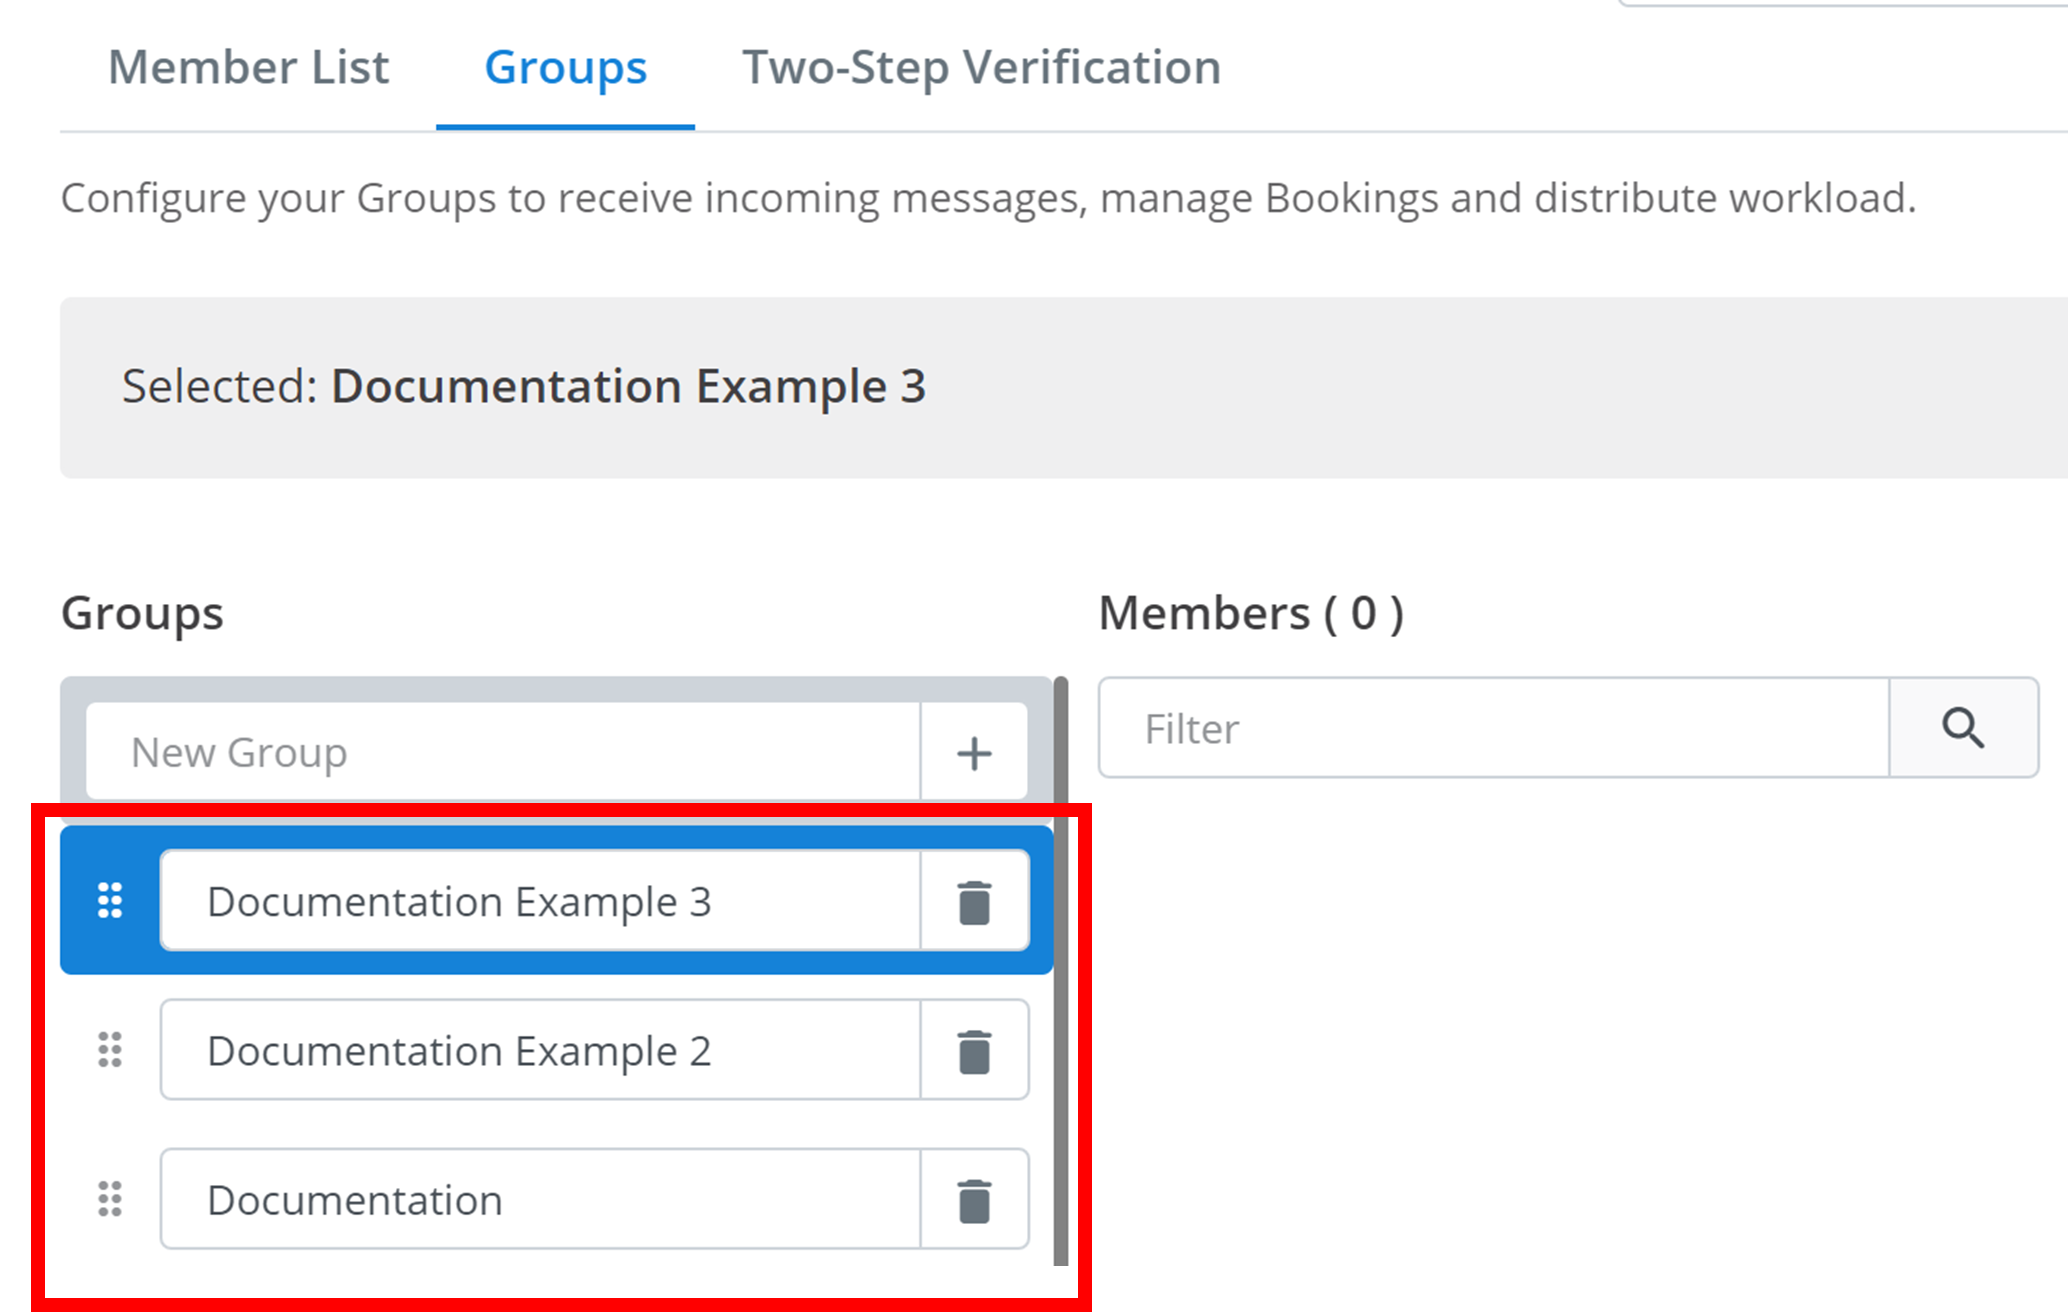 Member List Groups Two-Step Verification
Configure your Groups to receive incoming messages, manage Bookings and distribute workload.
Selected: Documentation Example 3
Groups
Members ( 0 )
New Group
Filter
Documentation Example 3
Documentation Example 2
Documentation